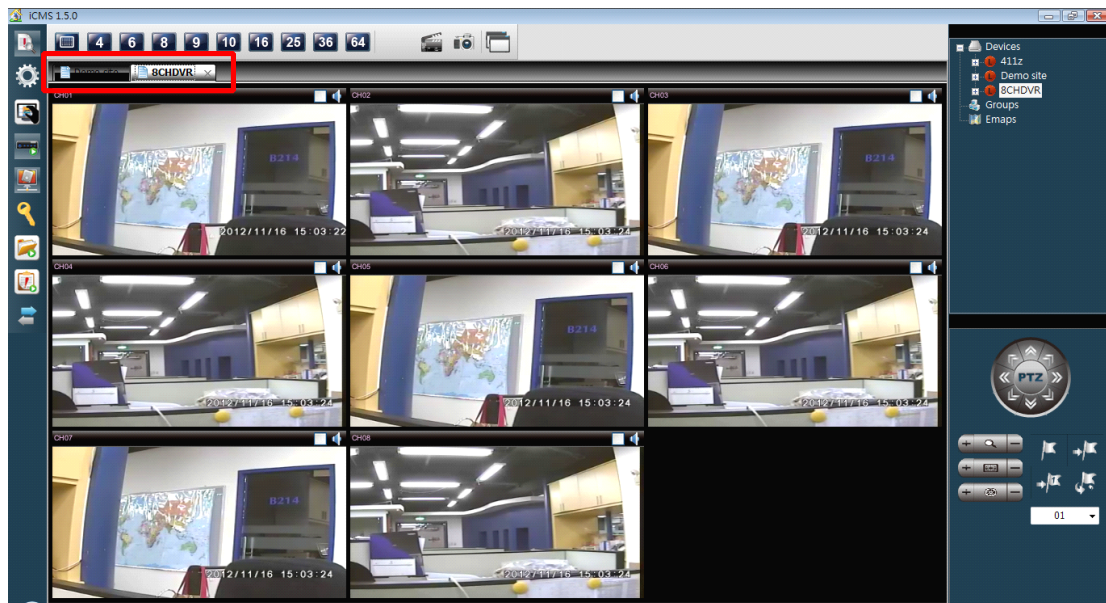 iCMS 1.5.0
4 6 8 9 10 16 25 36 64
Demo site
8CHDVR
Devices
411z
Demo site
8CHDVR
Groups
Emaps
CH01
B214
2012/11/16 15:03:22
CH02
2012/11/16 15:03:24
CH03
B214
2012/11/16 15:03:24
CH04
2012/11/16 15:03:24
CH05
B214
2012/11/16 15:03:24
CH06
2012/11/16 15:03:24
CH07
B214
2012/11/16 15:03:24
CH08
2012/11/16 15:03:24
PTZ
01